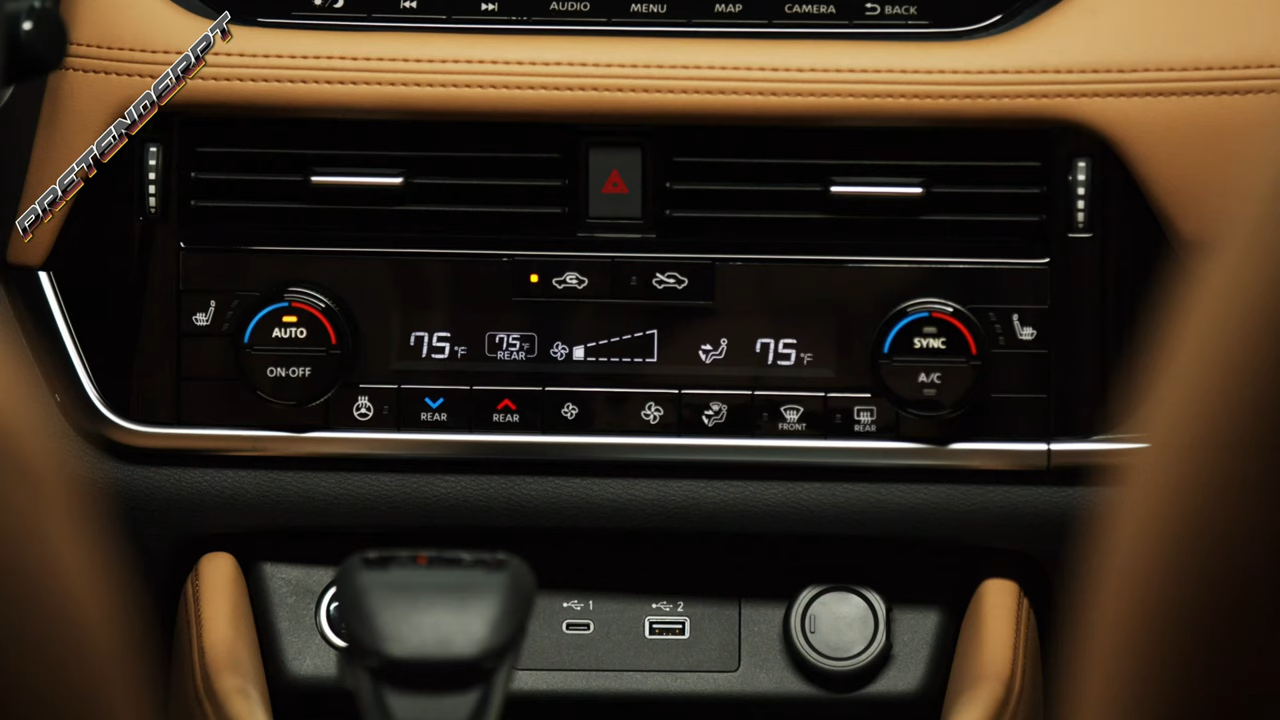 AUDIO MENU MAP CAMERA BACK
PRETENDERPT
AUTO
ON·OFF
75°F
75°F
REAR
75°F
SYNC
A/C
REAR
REAR
FRONT
REAR
1
2